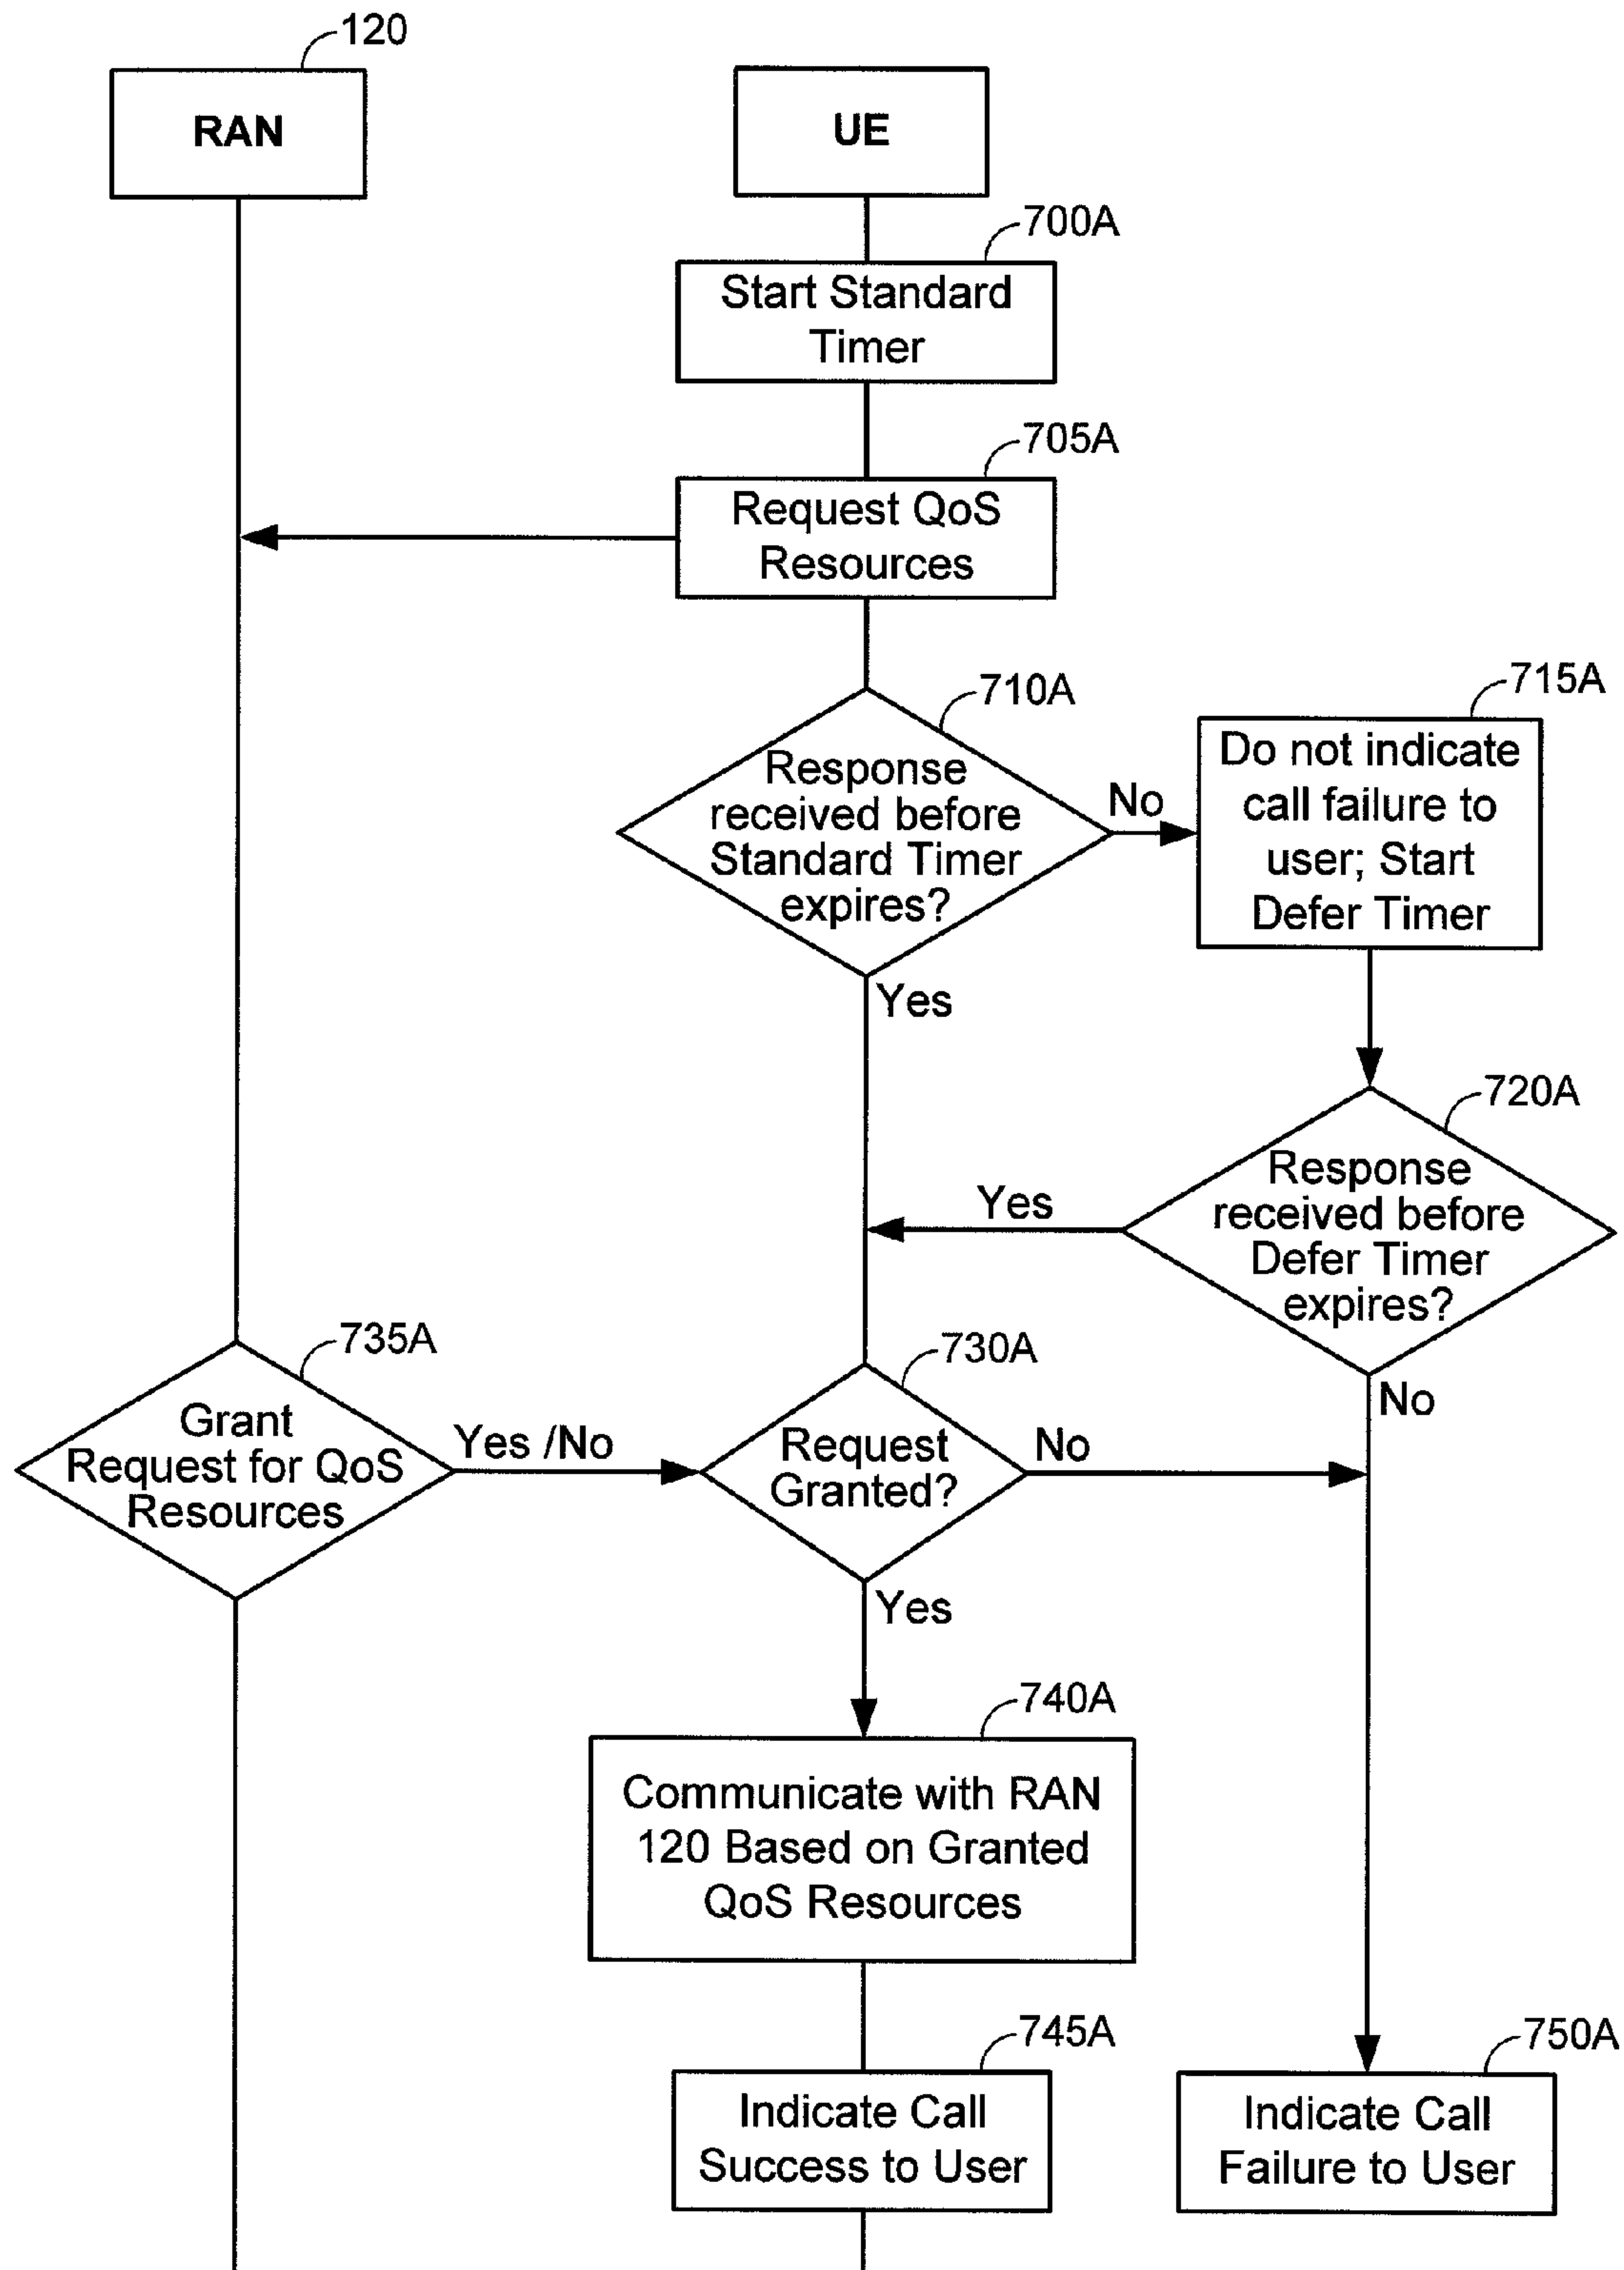 120
RAN
UE
700A
Start Standard
Timer
705A
Request QoS
Resources
710A
Response
received before
Standard Timer
expires?
No
Yes
715A
Do not indicate
call failure to
user; Start
Defer Timer
720A
Response
received before
Defer Timer
expires?
Yes
No
735A
Grant
Request for QoS
Resources
Yes /No
730A
Request
Granted?
No
Yes
740A
Communicate with RAN
120 Based on Granted
QoS Resources
745A
Indicate Call
Success to User
750A
Indicate Call
Failure to User